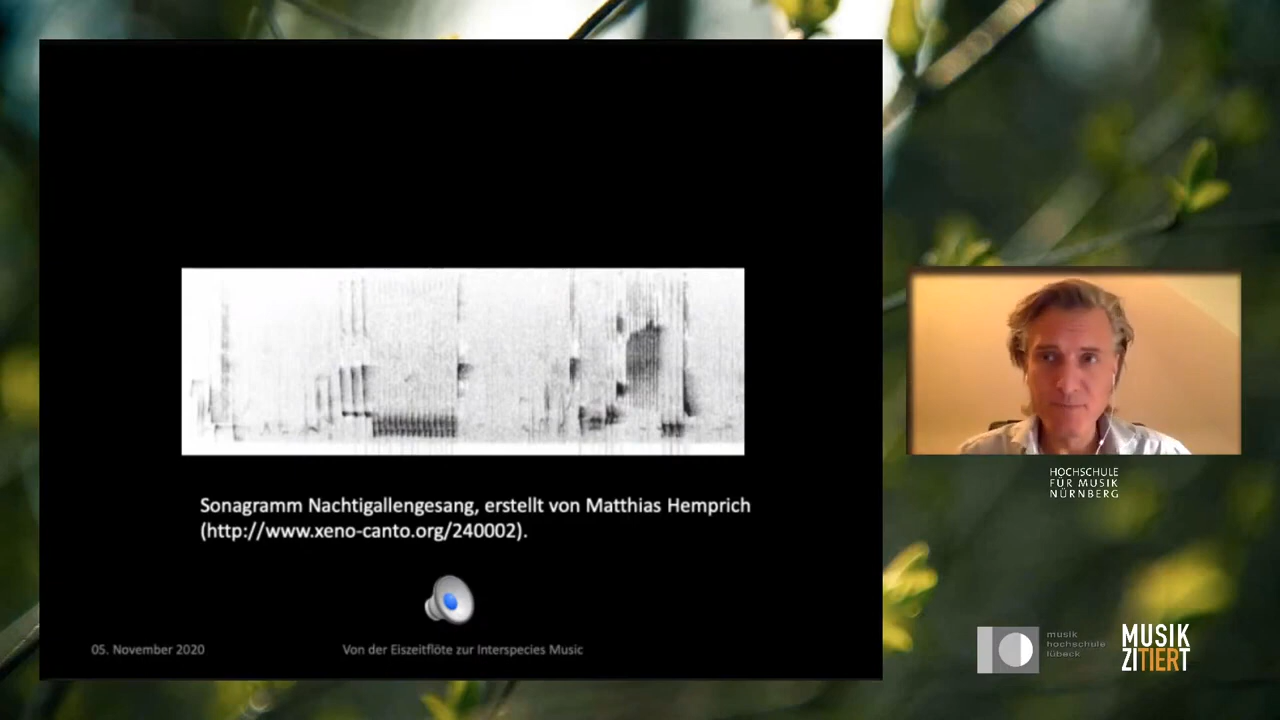 Sonagramm Nachtigallengesang, erstellt von Matthias Hemprich
(http://www.xeno-canto.org/240002).
05. November 2020
Von der Eiszeitflöte zur Interspecies Music
HOCHSCHULE
FÜR MUSIK
NÜRNBERG
musik
hochschule
lübeck
MUSIK
ZITIERT